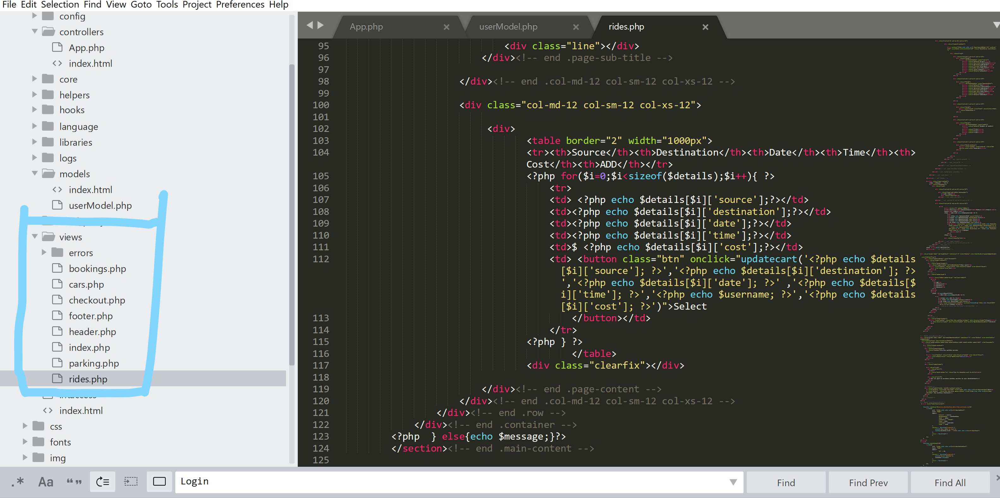 File Edit Selection Find View Goto Tools Project Preferences Help
config
controllers
App.php
<> index.html
core
helpers
hooks
language
libraries
logs
models
<> index.html
userModel.php
views
errors
bookings.php
cars.php
checkout.php
footer.php
header.php
index.php
parking.php
rides.php
<> index.html
css
fonts
img
App.php × userModel.php × rides.php ×
95 <div class="line"></div>
96 </div><!-- end .page-sub-title -->
97
98 </div><!-- end .col-md-12 col-sm-12 col-xs-12 -->
99
100 <div class="col-md-12 col-sm-12 col-xs-12">
101
102 <div>
103 <table border="2" width="1000px">
104 <tr><th>Source</th><th>Destination</th><th>Date</th><th>Time</th><th>
Cost</th><th>ADD</th></tr>
105 <?php for($i=0;$i<sizeof($details);$i++){ ?>
106 <tr>
107 <td> <?php echo $details[$i]['source'];?></td>
108 <td><?php echo $details[$i]['destination'];?></td>
109 <td><?php echo $details[$i]['date'];?></td>
110 <td><?php echo $details[$i]['time'];?></td>
111 <td>$ <?php echo $details[$i]['cost'];?></td>
112 <td> <button class="btn" onclick="updatecart('<?php echo $details
[$i]['source']; ?>','<?php echo $details[$i]['destination']; ?>
','<?php echo $details[$i]['date']; ?>' ,'<?php echo $details[$
i]['time']; ?>','<?php echo $username; ?>','<?php echo $details
[$i]['cost']; ?>')">Select
113 </button></td>
114 </tr>
115 <?php } ?>
116 </table>
117 <div class="clearfix"></div>
118
119 </div><!-- end .page-content -->
120 </div><!-- end .col-md-12 col-sm-12 col-xs-12 -->
121 </div><!-- end .row -->
122 </div><!-- end .container -->
123 <?php  } else{echo $message;}?>
124 </section><!-- end .main-content -->
125
.* Aa “” Login Find Find Prev Find All ×